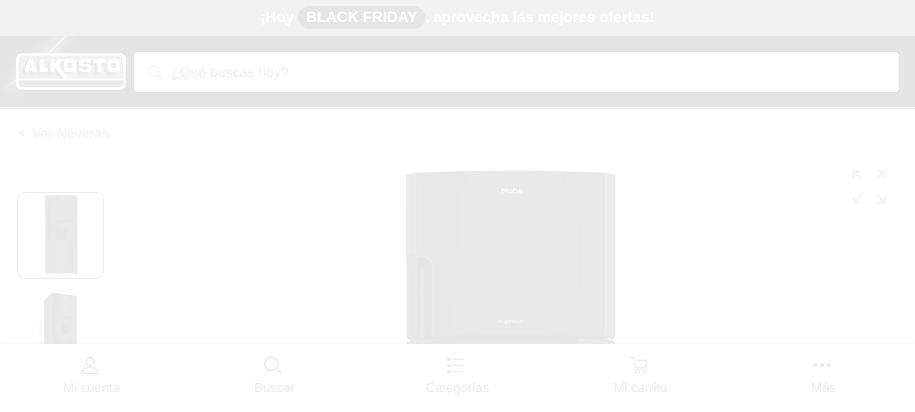 ¡Hoy BLACK FRIDAY, aprovecha las mejores ofertas!
ALKOSTO
¿Qué buscas hoy?
Ver Neveras
mabe
Mi cuenta
Buscar
Categorías
Mi carrito
Más